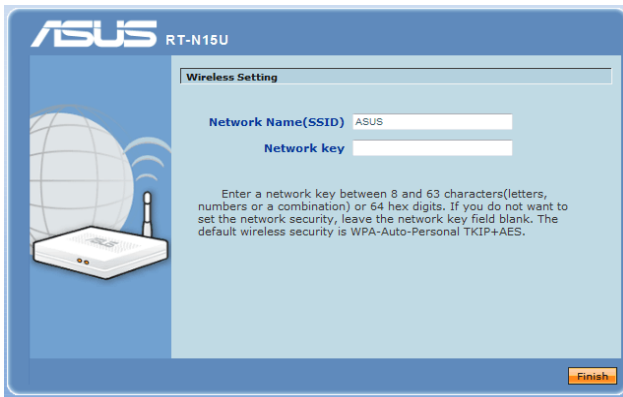 ASUS RT-N15U
Wireless Setting
Network Name(SSID) ASUS
Network key
Enter a network key between 8 and 63 characters(letters,
numbers or a combination) or 64 hex digits. If you do not want to
set the network security, leave the network key field blank. The
default wireless security is WPA-Auto-Personal TKIP+AES.
ASUS
Finish